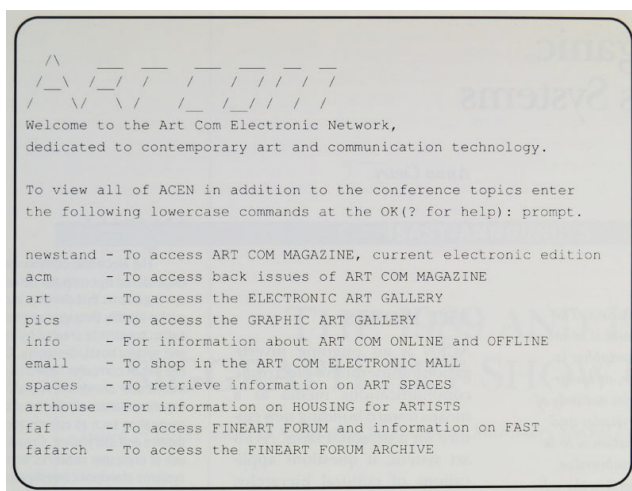 Welcome to the Art Com Electronic Network,
dedicated to contemporary art and communication technology.
To view all of ACEN in addition to the conference topics enter
the following lowercase commands at the OK(? for help): prompt.
newstand - To access ART COM MAGAZINE, current electronic edition
acm - To access back issues of ART COM MAGAZINE
art - To access the ELECTRONIC ART GALLERY
pics - To access the GRAPHIC ART GALLERY
info - For information about ART COM ONLINE and OFFLINE
emall - To shop in the ART COM ELECTRONIC MALL
spaces - To retrieve information on ART SPACES
arthouse - For information on HOUSING for ARTISTS
faf - To access FINEART FORUM and information on FAST
fafarch - To access the FINEART FORUM ARCHIVE